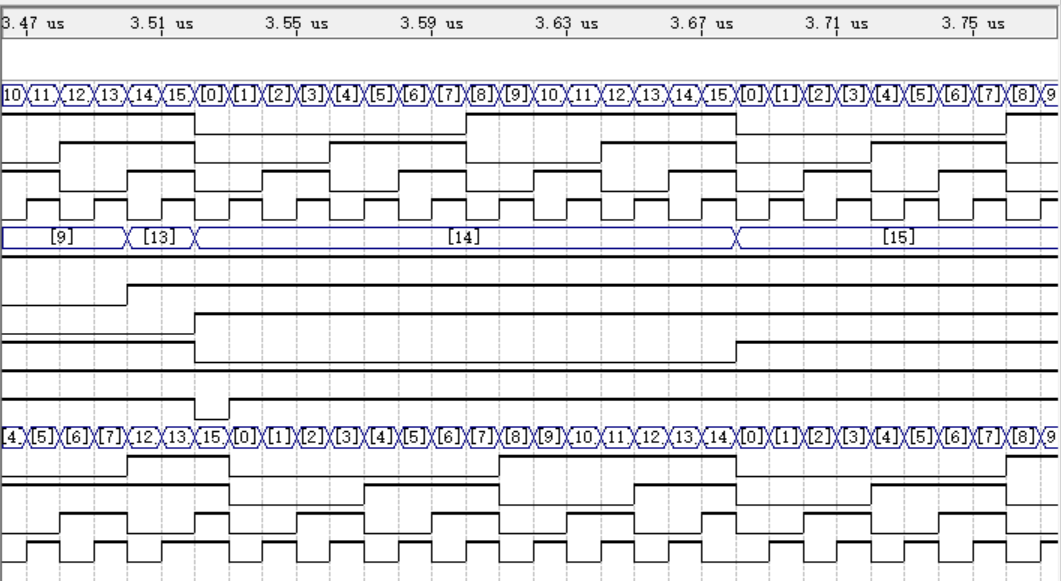 3.47 us 3.51 us 3.55 us 3.59 us 3.63 us 3.67 us 3.71 us 3.75 us
10 11. 12. 13. 14. 15. [0] [1] [2] [3] [4] [5] [6] [7] [8] [9] 10. 11. 12. 13. 14. 15. [0] [1] [2] [3] [4] [5] [6] [7] [8] 9
[9] [13] [14] [15]
4. [5] [6] [7] 12. 13. 15. [0] [1] [2] [3] [4] [5] [6] [7] [8] [9] 10. 11. 12. 13. 14. [0] [1] [2] [3] [4] [5] [6] [7] [8] 9